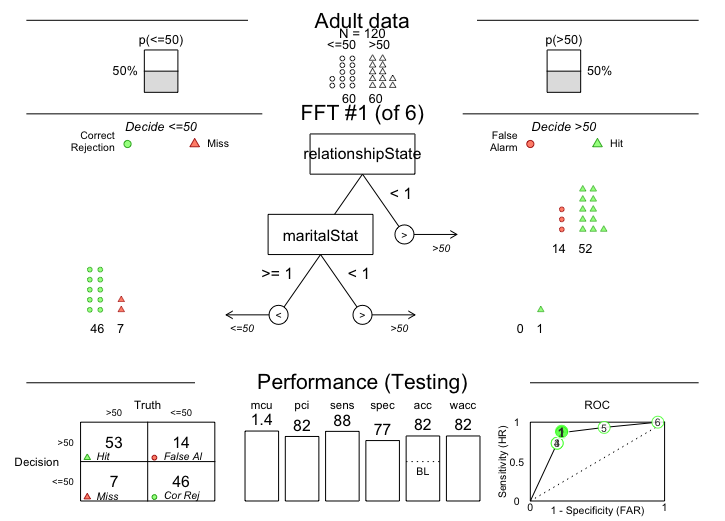 Adult data
N = 120
<=50 >50
60 60
p(<=50)
50%
p(>50)
50%
FFT #1 (of 6)
Decide <=50
Correct Rejection
Miss
Decide >50
False Alarm
Hit
relationshipState
< 1
>
>50
14 52
maritalStat
>= 1
< 1
<
<=50
>
>50
46 7
0 1
Performance (Testing)
Truth
>50 <=50
Decision
>50
53
Hit
14
False Al
<=50
7
Miss
46
Cor Rej
mcu pci sens spec acc wacc
1.4 82 88 77 82 82
BL
ROC
Sensitivity (HR)
1
0.5
0
1
5
6
0 1
1 - Specificity (FAR)